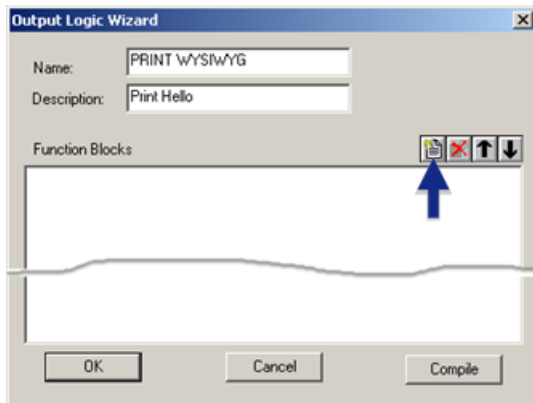 Output Logic Wizard
Name: PRINT WYSIWYG
Description: Print Hello
Function Blocks
OK Cancel Compile